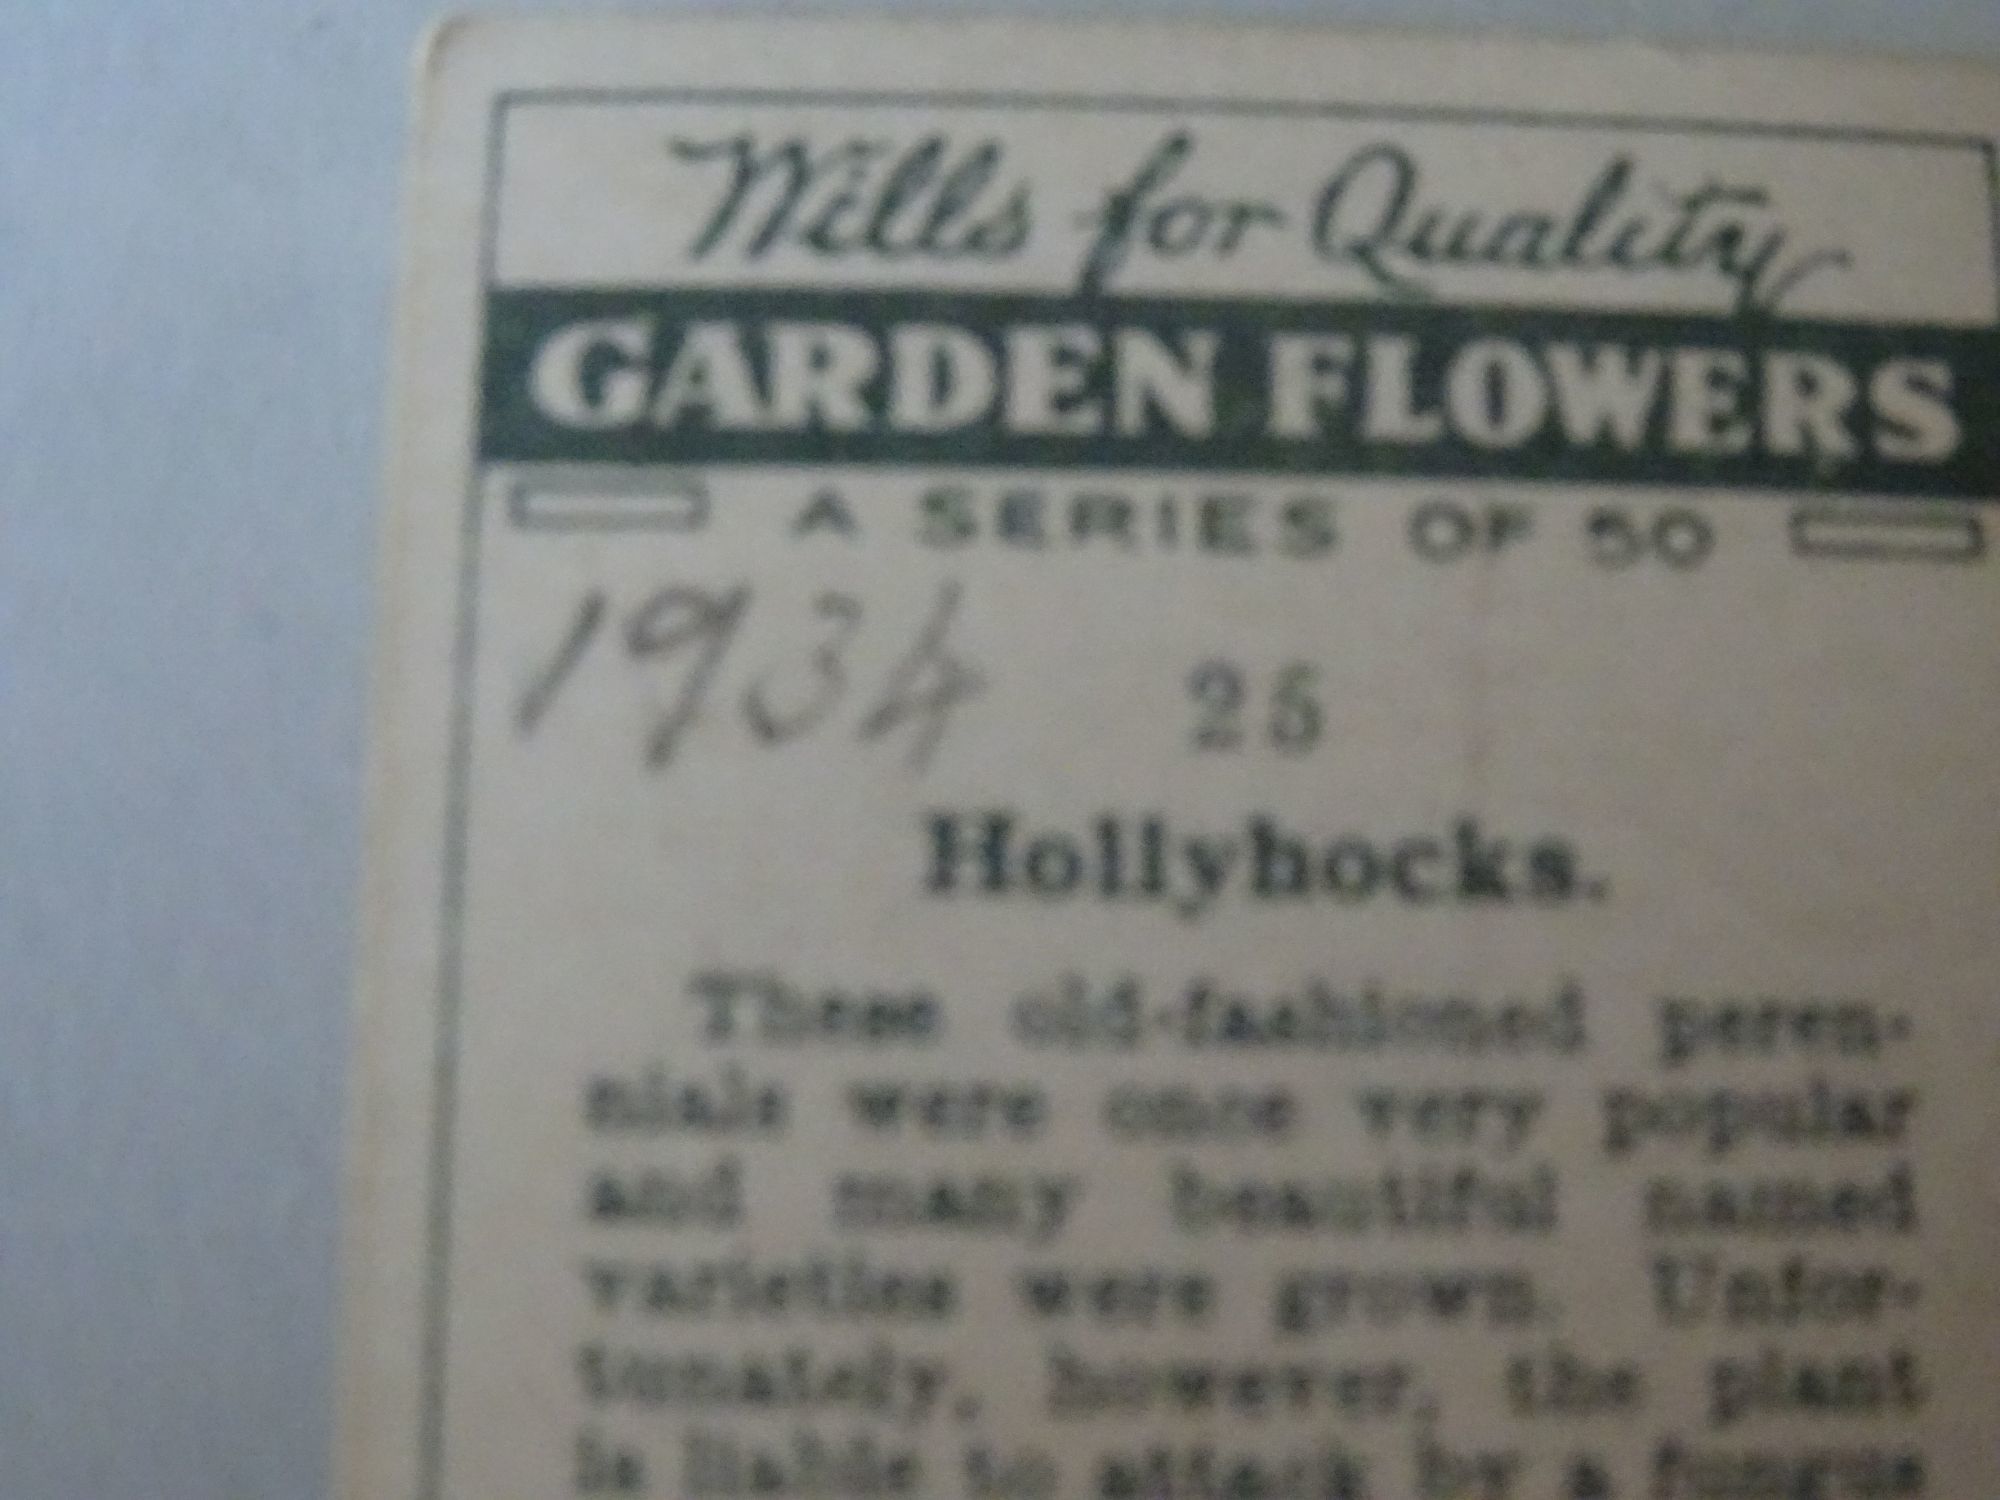 Wills for Quality
GARDEN FLOWERS
A SERIES OF 50
1934 25
Hollyhocks.
These old-fashioned peren-
nials were once very popular
and many beautiful named
varieties were grown. Unfor-
tunately, however, the plant
is liable to attack by a fungus